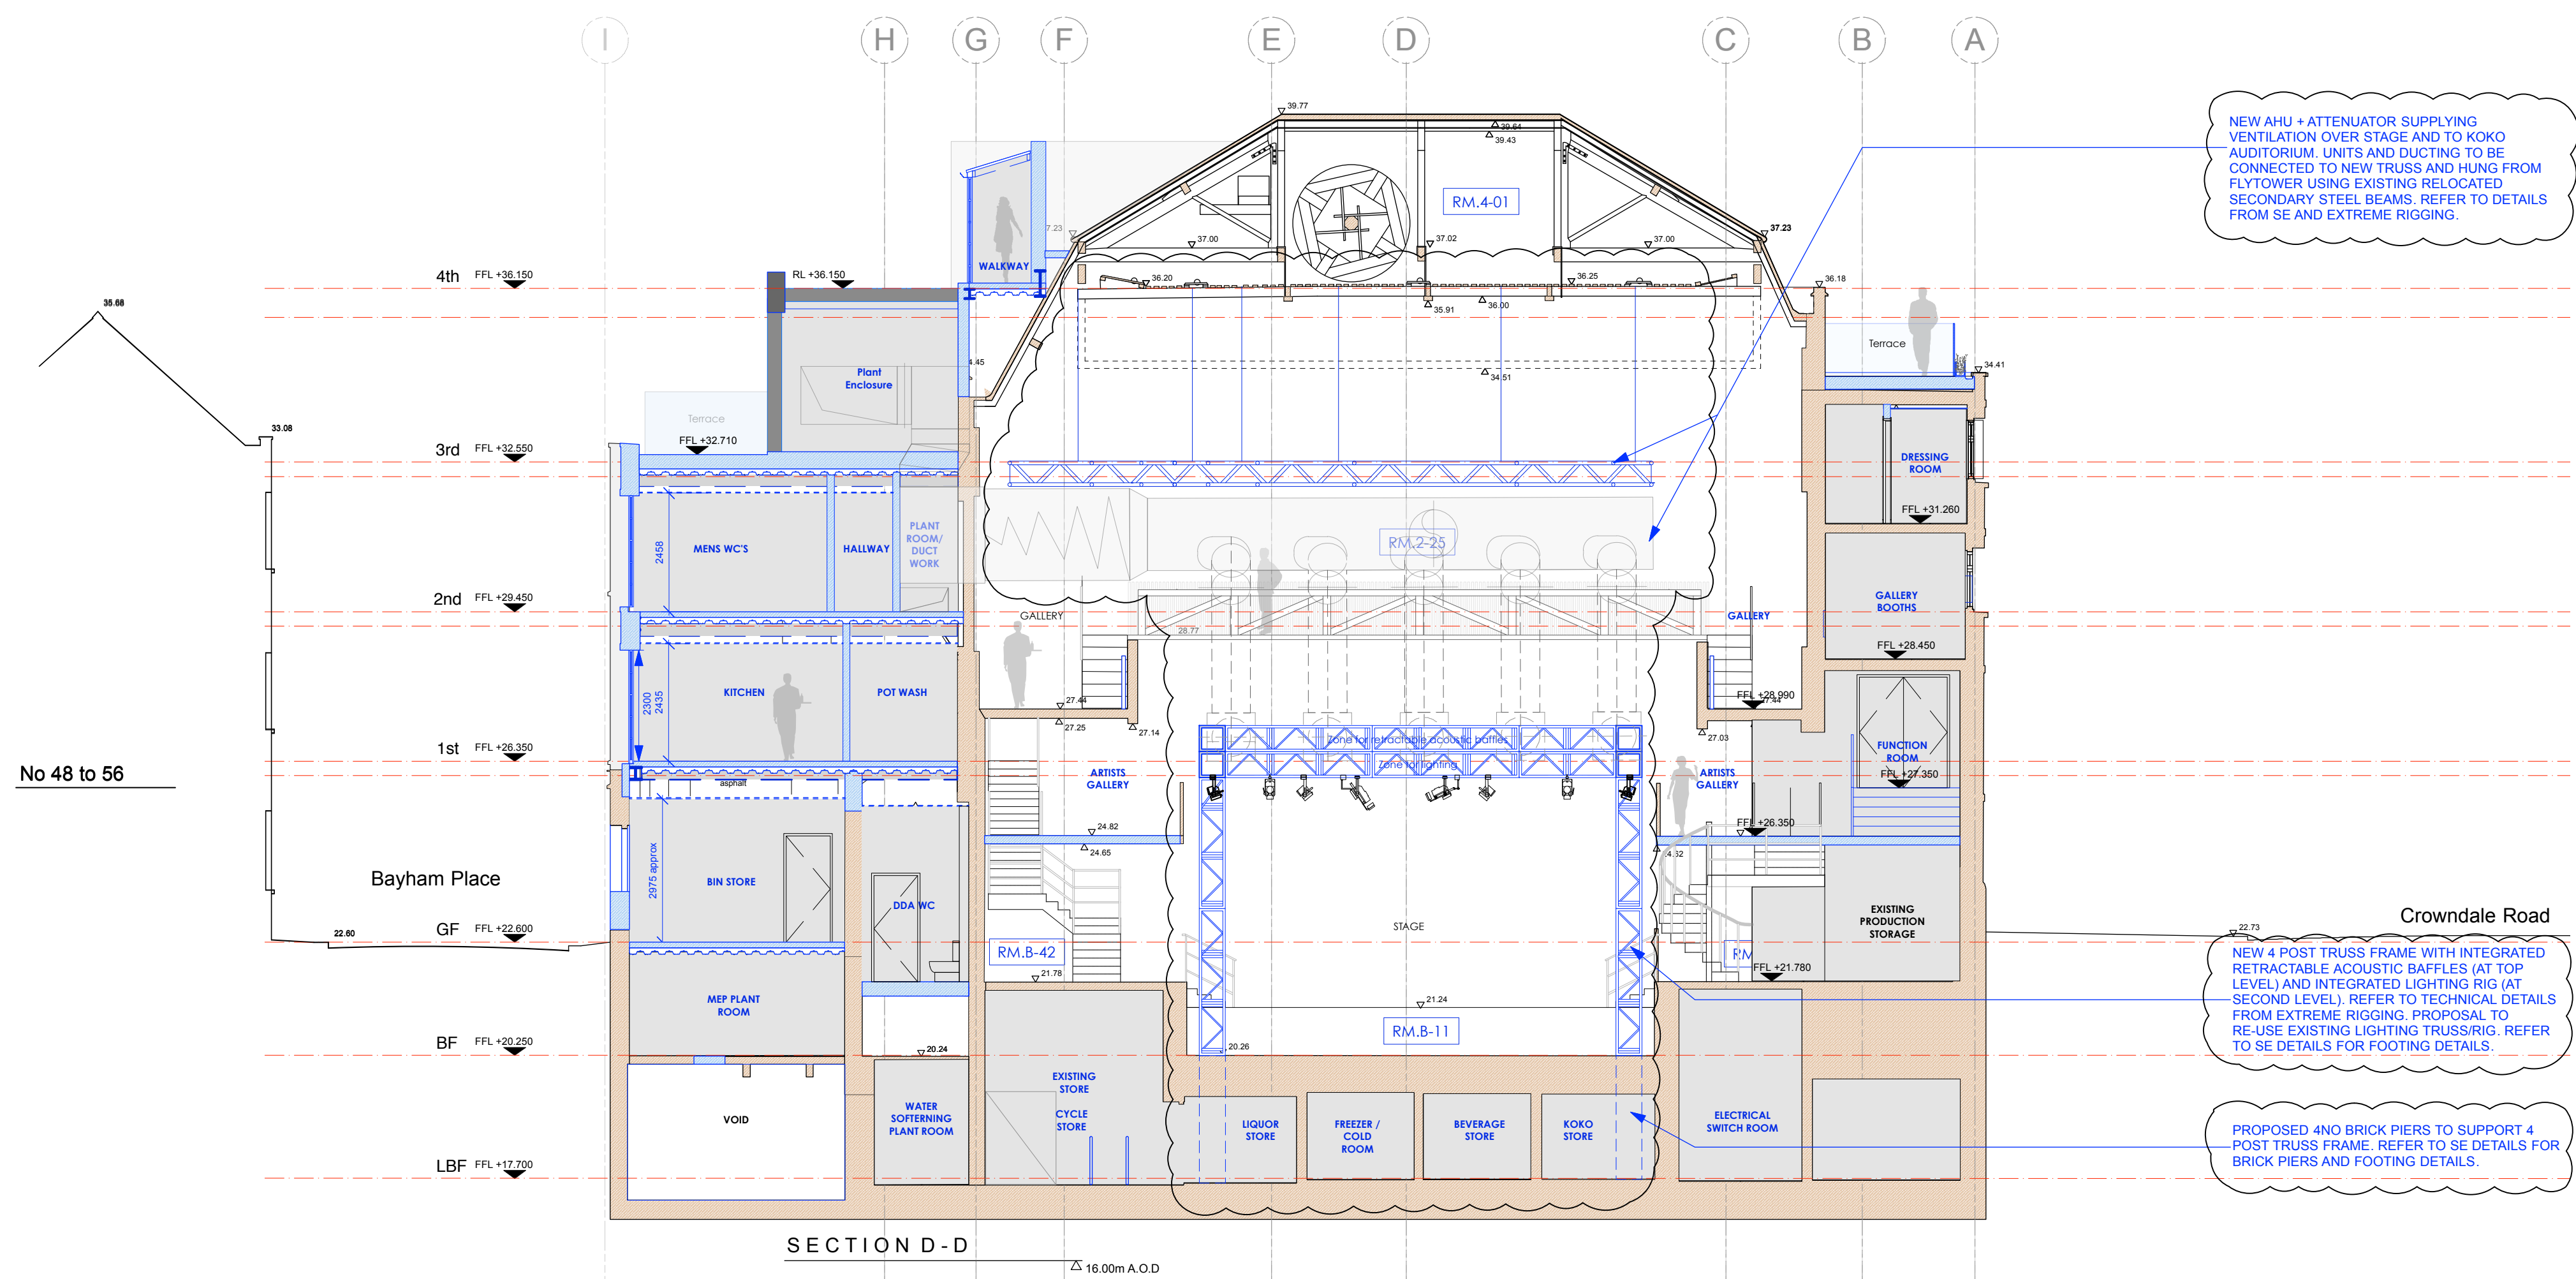 I
H
G
F
E
D
C
B
A
NEW AHU + ATTENUATOR SUPPLYING
VENTILATION OVER STAGE AND TO KOKO
AUDITORIUM. UNITS AND DUCTING TO BE
CONNECTED TO NEW TRUSS AND HUNG FROM
FLYTOWER USING EXISTING RELOCATED
SECONDARY STEEL BEAMS. REFER TO DETAILS
FROM SE AND EXTREME RIGGING.
39.77
39.64
39.43
RM.4-01
37.23
37.00
37.02
37.00
37.23
WALKWAY
4th FFL +36.150
RL +36.150
36.20
36.25
36.18
35.91
36.00
35.68
Terrace
Plant
Enclosure
34.51
34.41
Terrace
33.08
FFL +32.710
3rd FFL +32.550
DRESSING
ROOM
FFL +31.260
2458
MENS WC'S
HALLWAY
PLANT
ROOM/
DUCT
WORK
RM.2-25
2nd FFL +29.450
GALLERY
GALLERY
GALLERY
BOOTHS
28.77
FFL +28.450
2300
2435
KITCHEN
POT WASH
27.44
27.25
27.14
FFL +28.990
27.44
27.03
1st FFL +26.350
Zone for retractable acoustic baffles
Zone for lighting
FUNCTION
ROOM
FFL +27.350
asphalt
ARTISTS
GALLERY
ARTISTS
GALLERY
No 48 to 56
24.82
24.65
FFL +26.350
2975 approx
BIN STORE
Bayham Place
DDA WC
STAGE
EXISTING
PRODUCTION
STORAGE
Crowndale Road
GF FFL +22.600
22.60
22.73
RM.B-42
21.78
FFL +21.780
MEP PLANT
ROOM
21.24
RM.B-11
NEW 4 POST TRUSS FRAME WITH INTEGRATED
RETRACTABLE ACOUSTIC BAFFLES (AT TOP
LEVEL) AND INTEGRATED LIGHTING RIG (AT
SECOND LEVEL). REFER TO TECHNICAL DETAILS
FROM EXTREME RIGGING. PROPOSAL TO
RE-USE EXISTING LIGHTING TRUSS/RIG. REFER
TO SE DETAILS FOR FOOTING DETAILS.
BF FFL +20.250
20.24
20.26
EXISTING
STORE
CYCLE
STORE
VOID
WATER
SOFTERNING
PLANT ROOM
LIQUOR
STORE
FREEZER /
COLD
ROOM
BEVERAGE
STORE
KOKO
STORE
ELECTRICAL
SWITCH ROOM
PROPOSED 4NO BRICK PIERS TO SUPPORT 4
POST TRUSS FRAME. REFER TO SE DETAILS FOR
BRICK PIERS AND FOOTING DETAILS.
LBF FFL +17.700
SECTION D-D
16.00m A.O.D